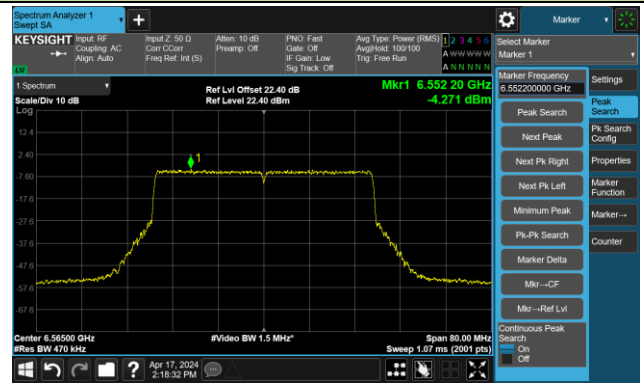 Spectrum Analyzer 1
Swept SA
Marker
KEYSIGHT
Input: RF
Coupling: AC
Align: Auto
Input Z: 50 Ω
Corr CCorr
Freq Ref: Int (S)
Atten: 10 dB
Preamp: Off
PNO: Fast
Gate: Off
IF Gain: Low
Sig Track: Off
Avg Type: Power (RMS)
Avg|Hold: 100/100
Trig: Free Run
1 2 3 4 5 6
A W W W W W
A N N N N N
Select Marker
Marker 1
1 Spectrum
Scale/Div 10 dB
Log
Ref Lvl Offset 22.40 dB
Ref Level 22.40 dBm
Mkr1 6.552 20 GHz
-4.271 dBm
12.4
2.40
-7.60
-17.6
-27.6
-37.6
-47.6
-57.6
-67.6
1
Center 6.56500 GHz
#Res BW 470 kHz
#Video BW 1.5 MHz*
Span 80.00 MHz
Sweep 1.07 ms (2001 pts)
Marker Frequency
6.552200000 GHz
Peak Search
Next Peak
Next Pk Right
Next Pk Left
Minimum Peak
Pk-Pk Search
Marker Delta
Mkr→CF
Mkr→Ref Lvl
Continuous Peak
Search
On
Off
Settings
Peak
Search
Pk Search
Config
Properties
Marker
Function
Marker→
Counter
?
Apr 17, 2024
2:18:32 PM